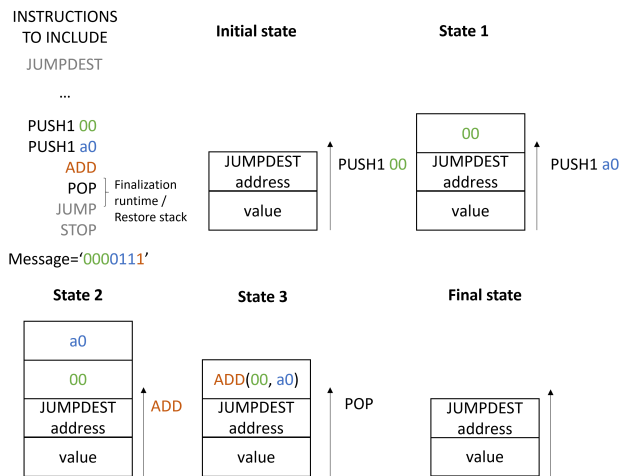 INSTRUCTIONS
TO INCLUDE
JUMPDEST
...
PUSH1 00
PUSH1 a0
ADD
POP
JUMP
STOP
Finalization
runtime /
Restore stack
Message='0000111'
Initial state
JUMPDEST
address
value
PUSH1 00
State 1
00
JUMPDEST
address
value
PUSH1 a0
State 2
a0
00
JUMPDEST
address
value
ADD
State 3
ADD(00, a0)
JUMPDEST
address
value
POP
Final state
JUMPDEST
address
value